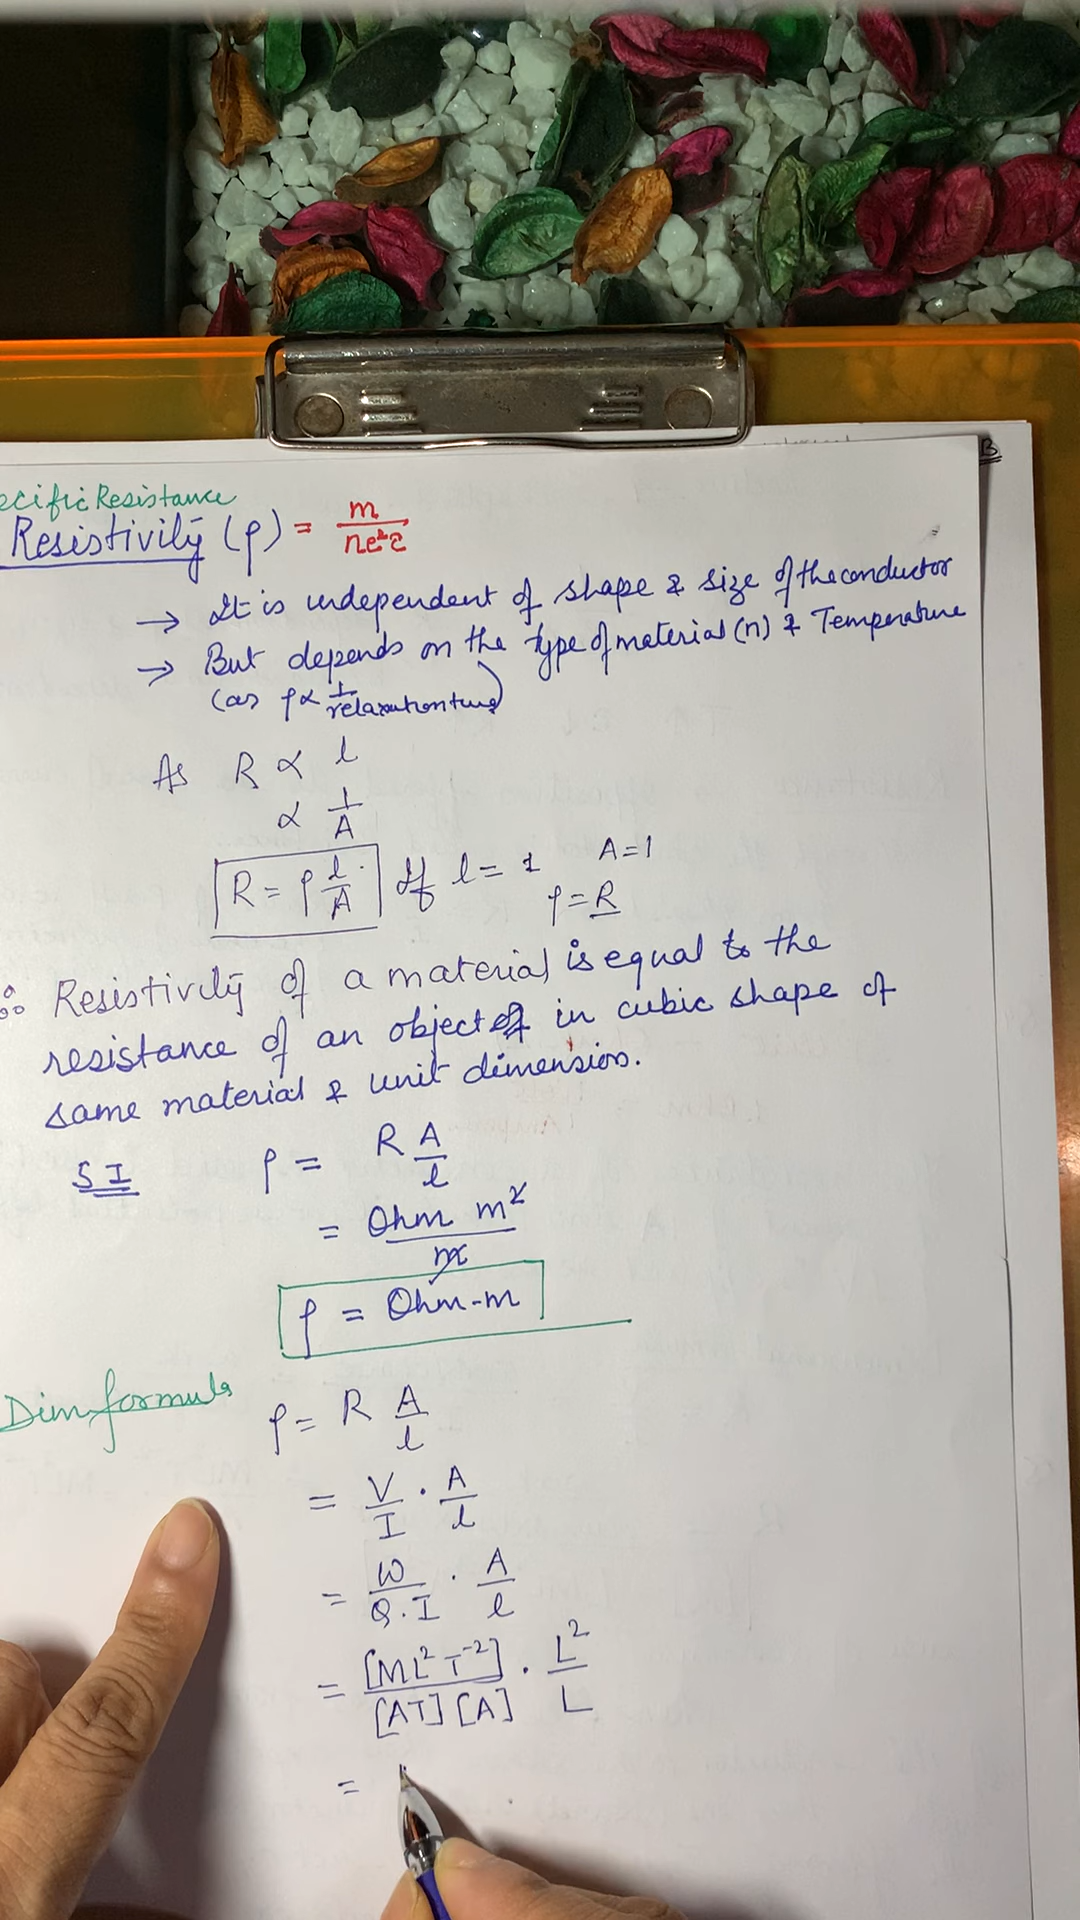 ecific Resistance
Resistivity (ρ) = m/ne²τ
→ It is independent of shape & size of the conductor
→ But depends on the type of material (n) & Temperature
(as ρ ∝ 1/relaxation time)
As R ∝ l
∝ 1/A
R = ρ l/A If l = 1 A = 1
ρ = R
∴ Resistivity of a material is equal to the
resistance of an object in cubic shape of
same material & unit dimension.
SI ρ = R A/l
= Ohm m²/m
ρ = Ohm-m
Dim formula ρ = R A/l
= V/I · A/l
= W/Q.I · A/l
= [ML²T⁻²]/[AT][A] · L²/L
=
B